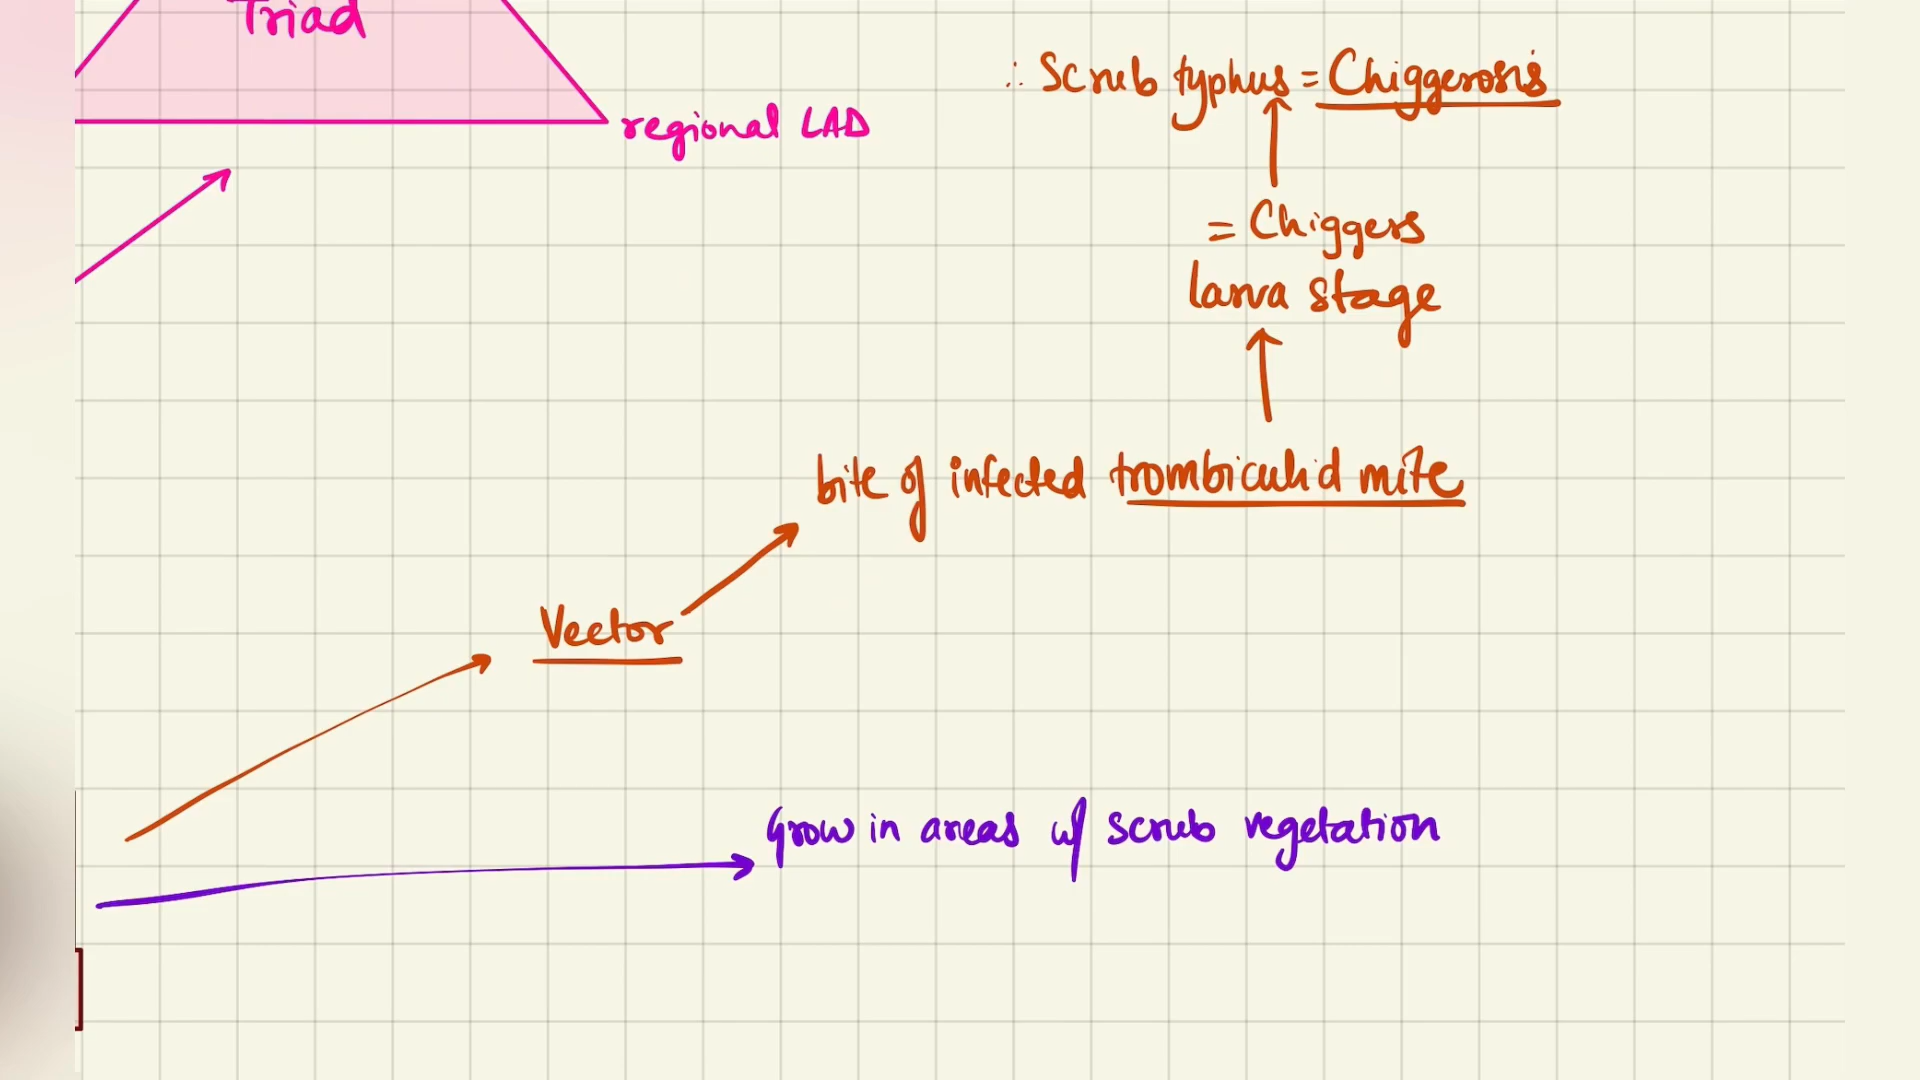 Triad
regional LAD
∴ Scrub typhus = Chiggerosis
= Chiggers
larva stage
bite of infected trombiculid mite
Vector
Grow in areas w/ scrub vegetation